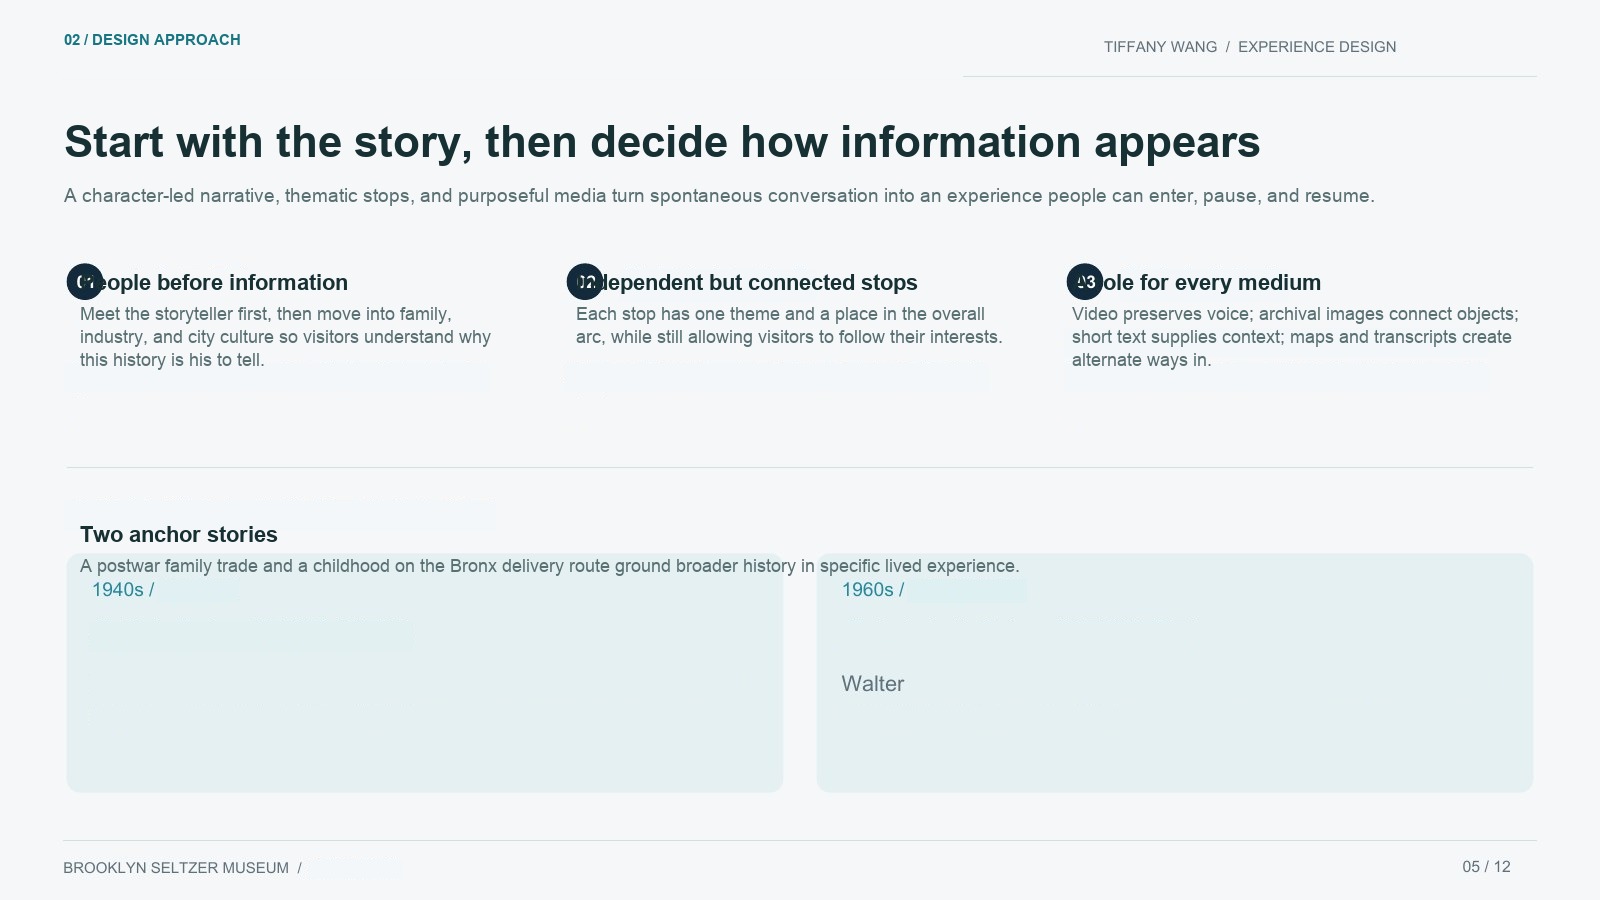 02 / DESIGN APPROACH
TIFFANY WANG / EXPERIENCE DESIGN
Start with the story, then decide how information appears
A character-led narrative, thematic stops, and purposeful media turn spontaneous conversation into an experience people can enter, pause, and resume.
01
People before information
Meet the storyteller first, then move into family,
industry, and city culture so visitors understand why
this history is his to tell.
02
Independent but connected stops
Each stop has one theme and a place in the overall
arc, while still allowing visitors to follow their interests.
03
A role for every medium
Video preserves voice; archival images connect objects;
short text supplies context; maps and transcripts create
alternate ways in.
Two anchor stories
A postwar family trade and a childhood on the Bronx delivery route ground broader history in specific lived experience.
1940s /
1960s /
Walter
BROOKLYN SELTZER MUSEUM /
05 / 12